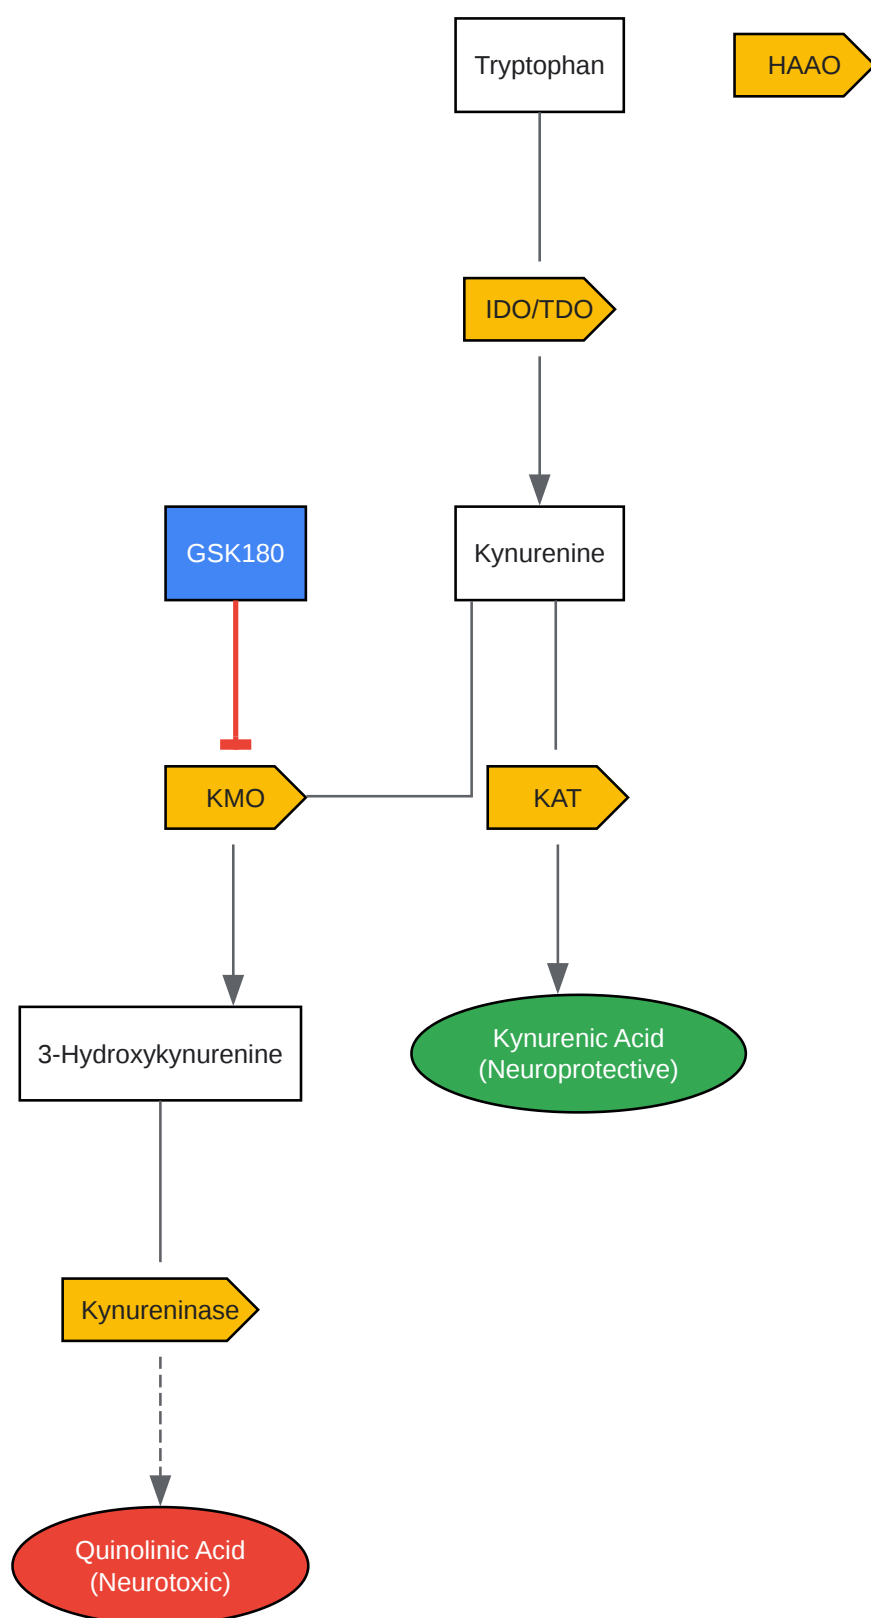 Tryptophan
HAAO
IDO/TDO
GSK180
Kynurenine
KMO
KAT
3-Hydroxykynurenine
Kynurenic Acid
(Neuroprotective)
Kynureninase
Quinolinic Acid
(Neurotoxic)